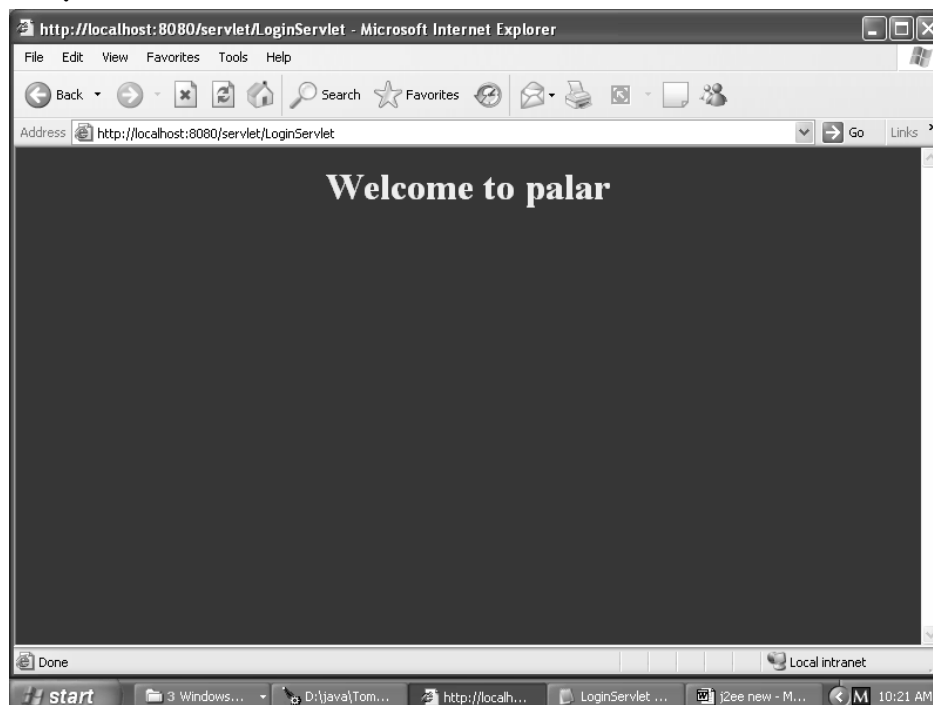 http://localhost:8080/servlet/LoginServlet - Microsoft Internet Explorer
File Edit View Favorites Tools Help
Back Search Favorites
Address http://localhost:8080/servlet/LoginServlet Go Links
Welcome to palar
Done Local intranet
start 3 Windows... D:\java\Tom... http://localh... LoginServlet ... j2ee new - M... M 10:21 AM